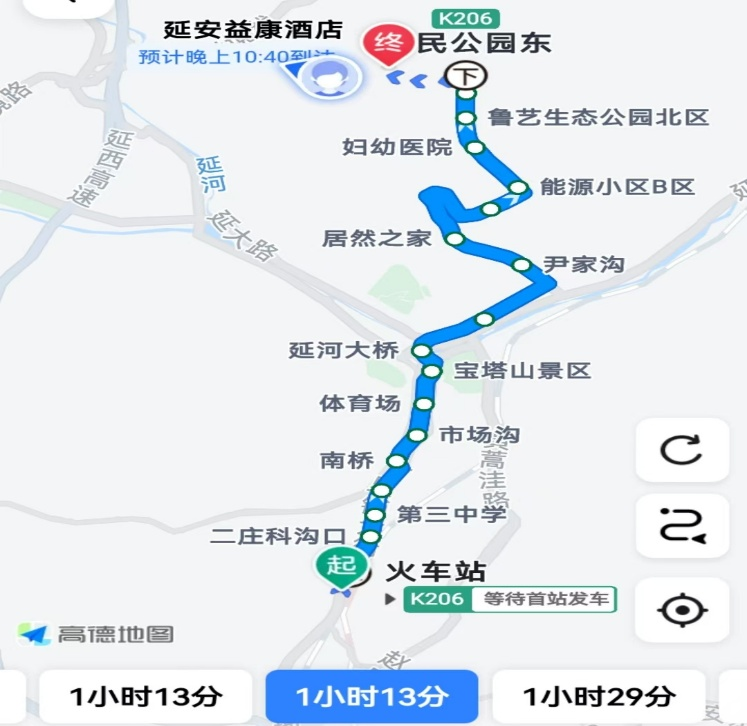 K206
延安益康酒店
民公园东
预计晚上10:40到达
终
下
鲁艺生态公园北区
妇幼医院
延西高速
延河
能源小区B区
延大路
居然之家
尹家沟
延河大桥
宝塔山景区
体育场
市场沟
南桥
蒿洼路
第三中学
二庄科沟口
起
火车站
K206 等待首站发车
高德地图
1小时13分
1小时13分
1小时29分